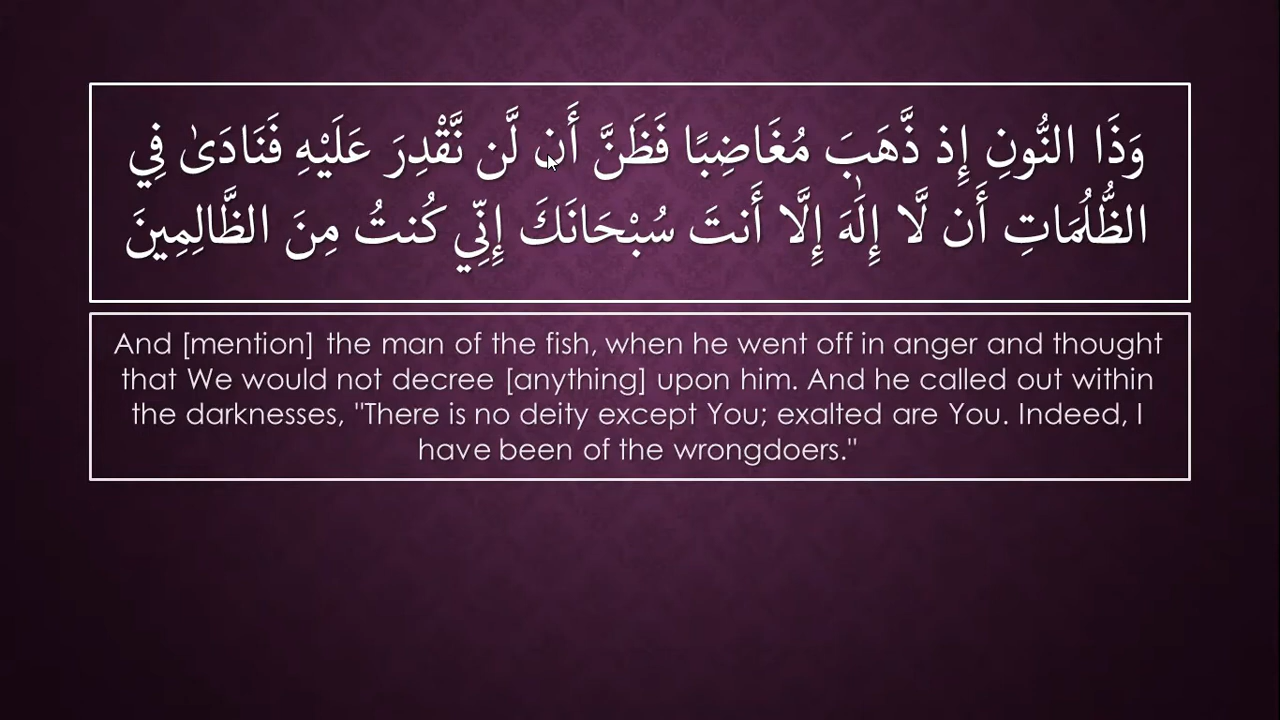 وَذَا النُّونِ إِذ ذَّهَبَ مُغَاضِبًا فَظَنَّ أَن لَّن نَّقْدِرَ عَلَيْهِ فَنَادَىٰ فِي
الظُّلُمَاتِ أَن لَّا إِلَٰهَ إِلَّا أَنتَ سُبْحَانَكَ إِنِّي كُنتُ مِنَ الظَّالِمِينَ
And [mention] the man of the fish, when he went off in anger and thought
that We would not decree [anything] upon him. And he called out within
the darknesses, "There is no deity except You; exalted are You. Indeed, I
have been of the wrongdoers."